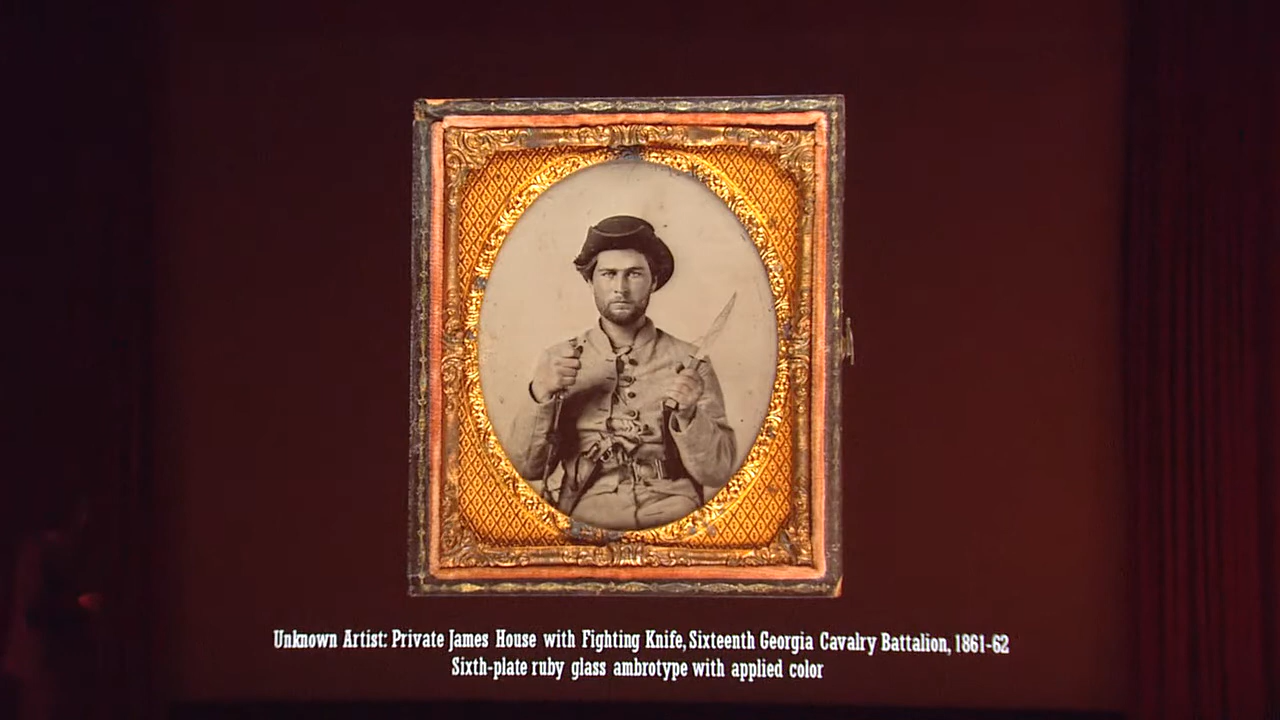 Unknown Artist: Private James House with Fighting Knife, Sixteenth Georgia Cavalry Battalion, 1861-62
Sixth-plate ruby glass ambrotype with applied color